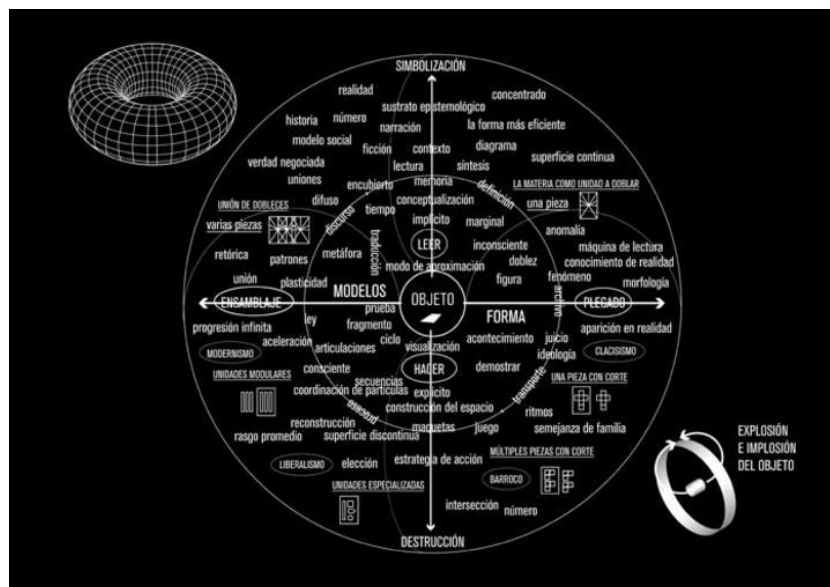 SIMBOLIZACIÓN
realidad
concentrado
sustrato epistemológico
historia
número
narración
la forma más eficiente
modelo social
ficción
contexto
diagrama
verdad negociada
lectura
síntesis
superficie continua
uniones
encubierto
memoria
definición
LA MATERIA COMO UNIDAD A DOBLAR
UNIÓN DE DOBLECES
difuso
tiempo
conceptualización
una pieza
varias piezas
discurso
implícito
marginal
anomalía
retórica
patrones
metáfora
traducción
LEER
inconsciente
doblez
máquina de lectura
conocimiento de realidad
modo de aproximación
unión
plasticidad
figura
fenómeno
morfología
MODELOS
OBJETO
archivo
ENSAMBLAJE
PLEGADO
prueba
FORMA
progresión infinita
ley
fragmento
aparición en realidad
aceleración
articulaciones
ciclo
visualización
acontecimiento
juicio
MODERNISMO
ideología
CLACISISMO
consciente
HACER
demostrar
UNIDADES MODULARES
secuencias
transporte
UNA PIEZA CON CORTE
coordinación de partículas
explícito
proceso
construcción del espacio
ritmos
reconstrucción
maquetas
juego
semejanza de familia
rasgo promedio
superficie discontinua
EXPLOSIÓN
E IMPLOSIÓN
DEL OBJETO
MÚLTIPLES PIEZAS CON CORTE
LIBERALISMO
elección
estrategia de acción
BARROCO
UNIDADES ESPECIALIZADAS
intersección
número
DESTRUCCIÓN